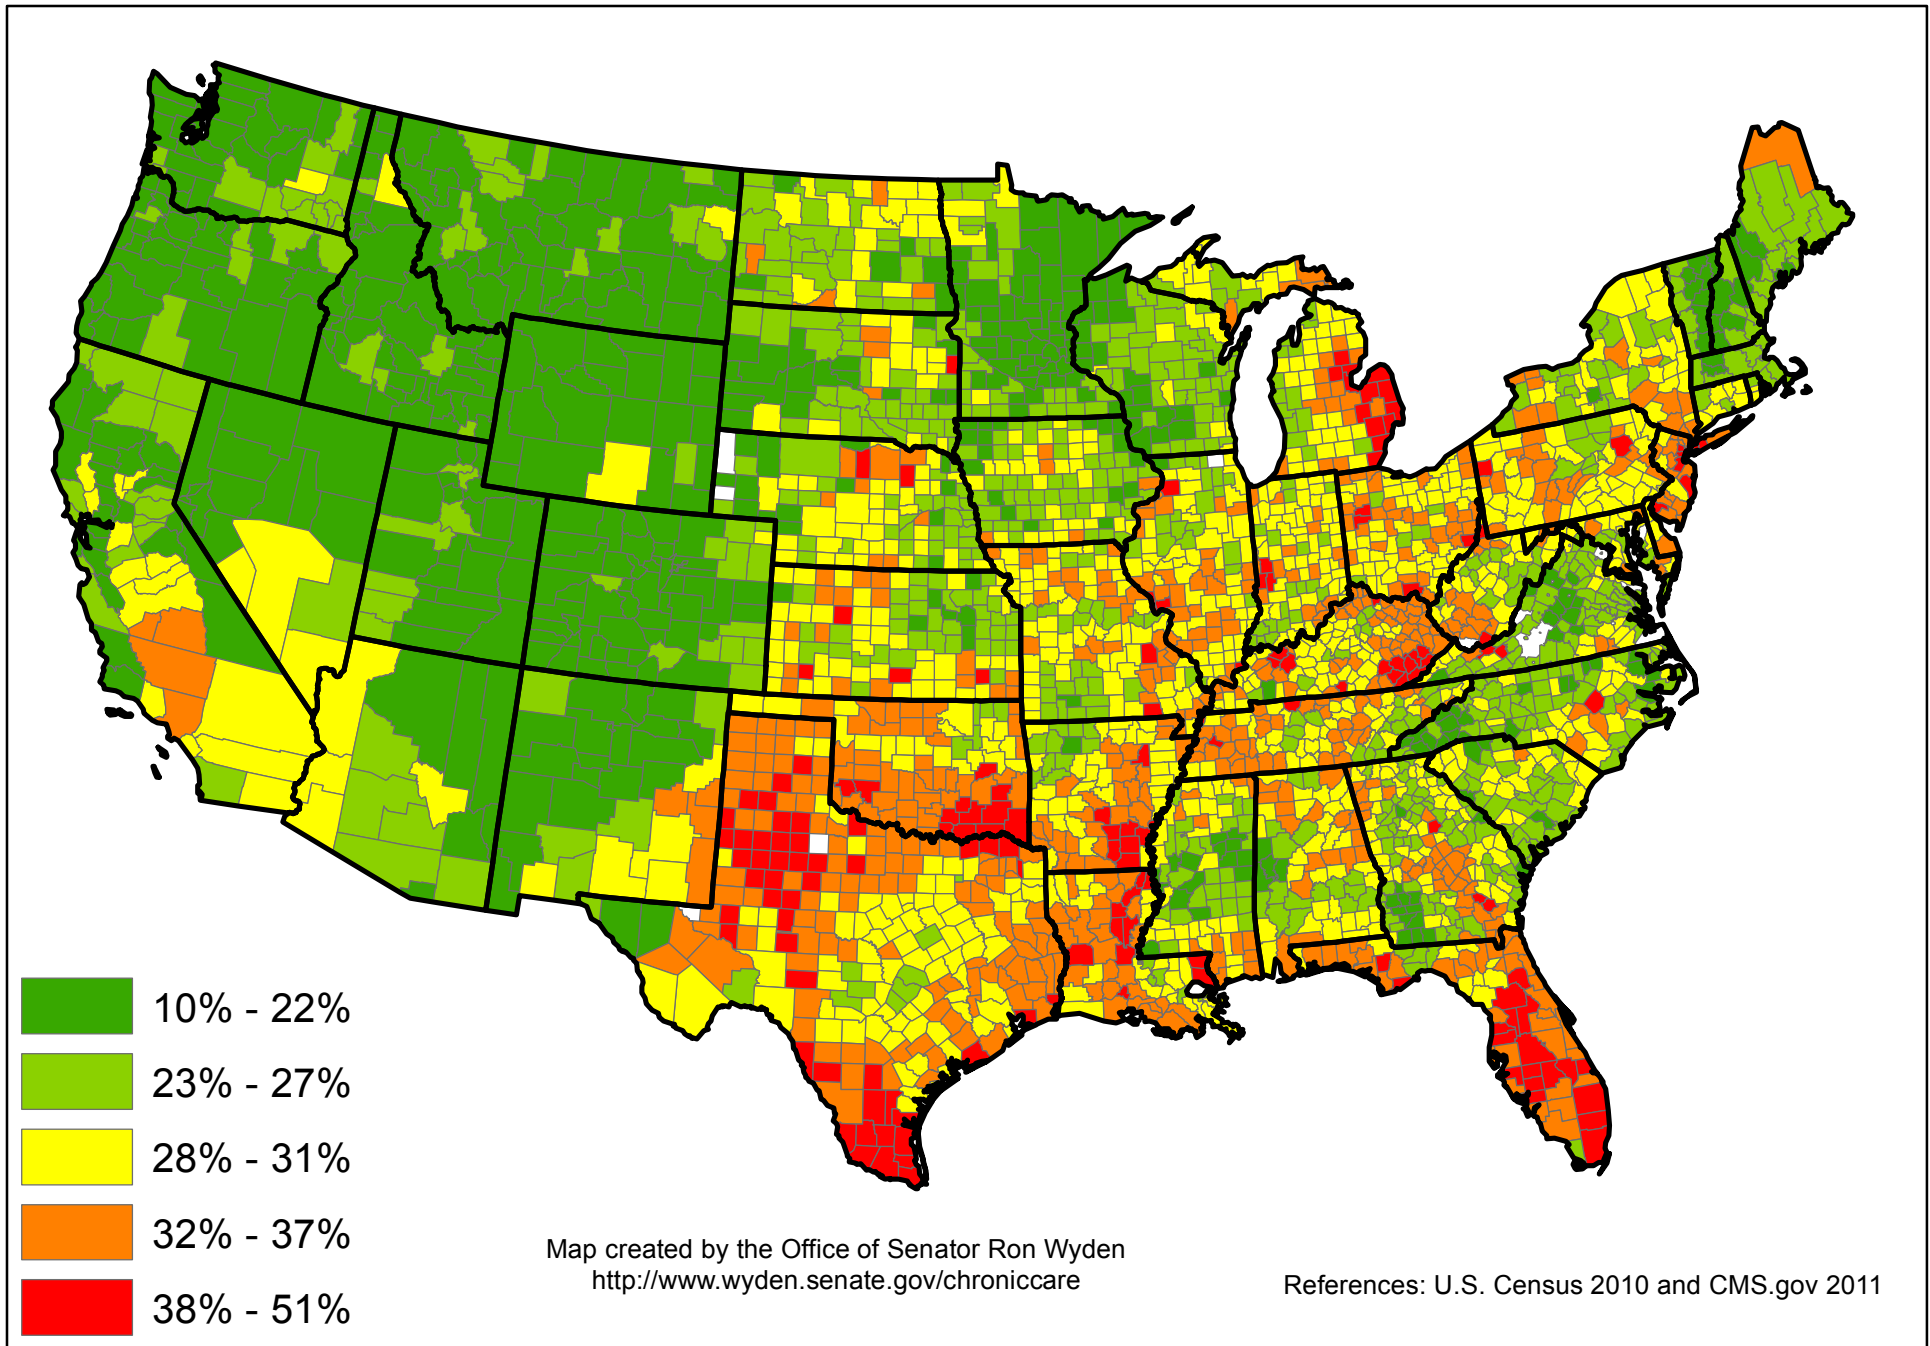 10% - 22%
23% - 27%
28% - 31%
32% - 37%
38% - 51%
Map created by the Office of Senator Ron Wyden
http://www.wyden.senate.gov/chroniccare
References: U.S. Census 2010 and CMS.gov 2011